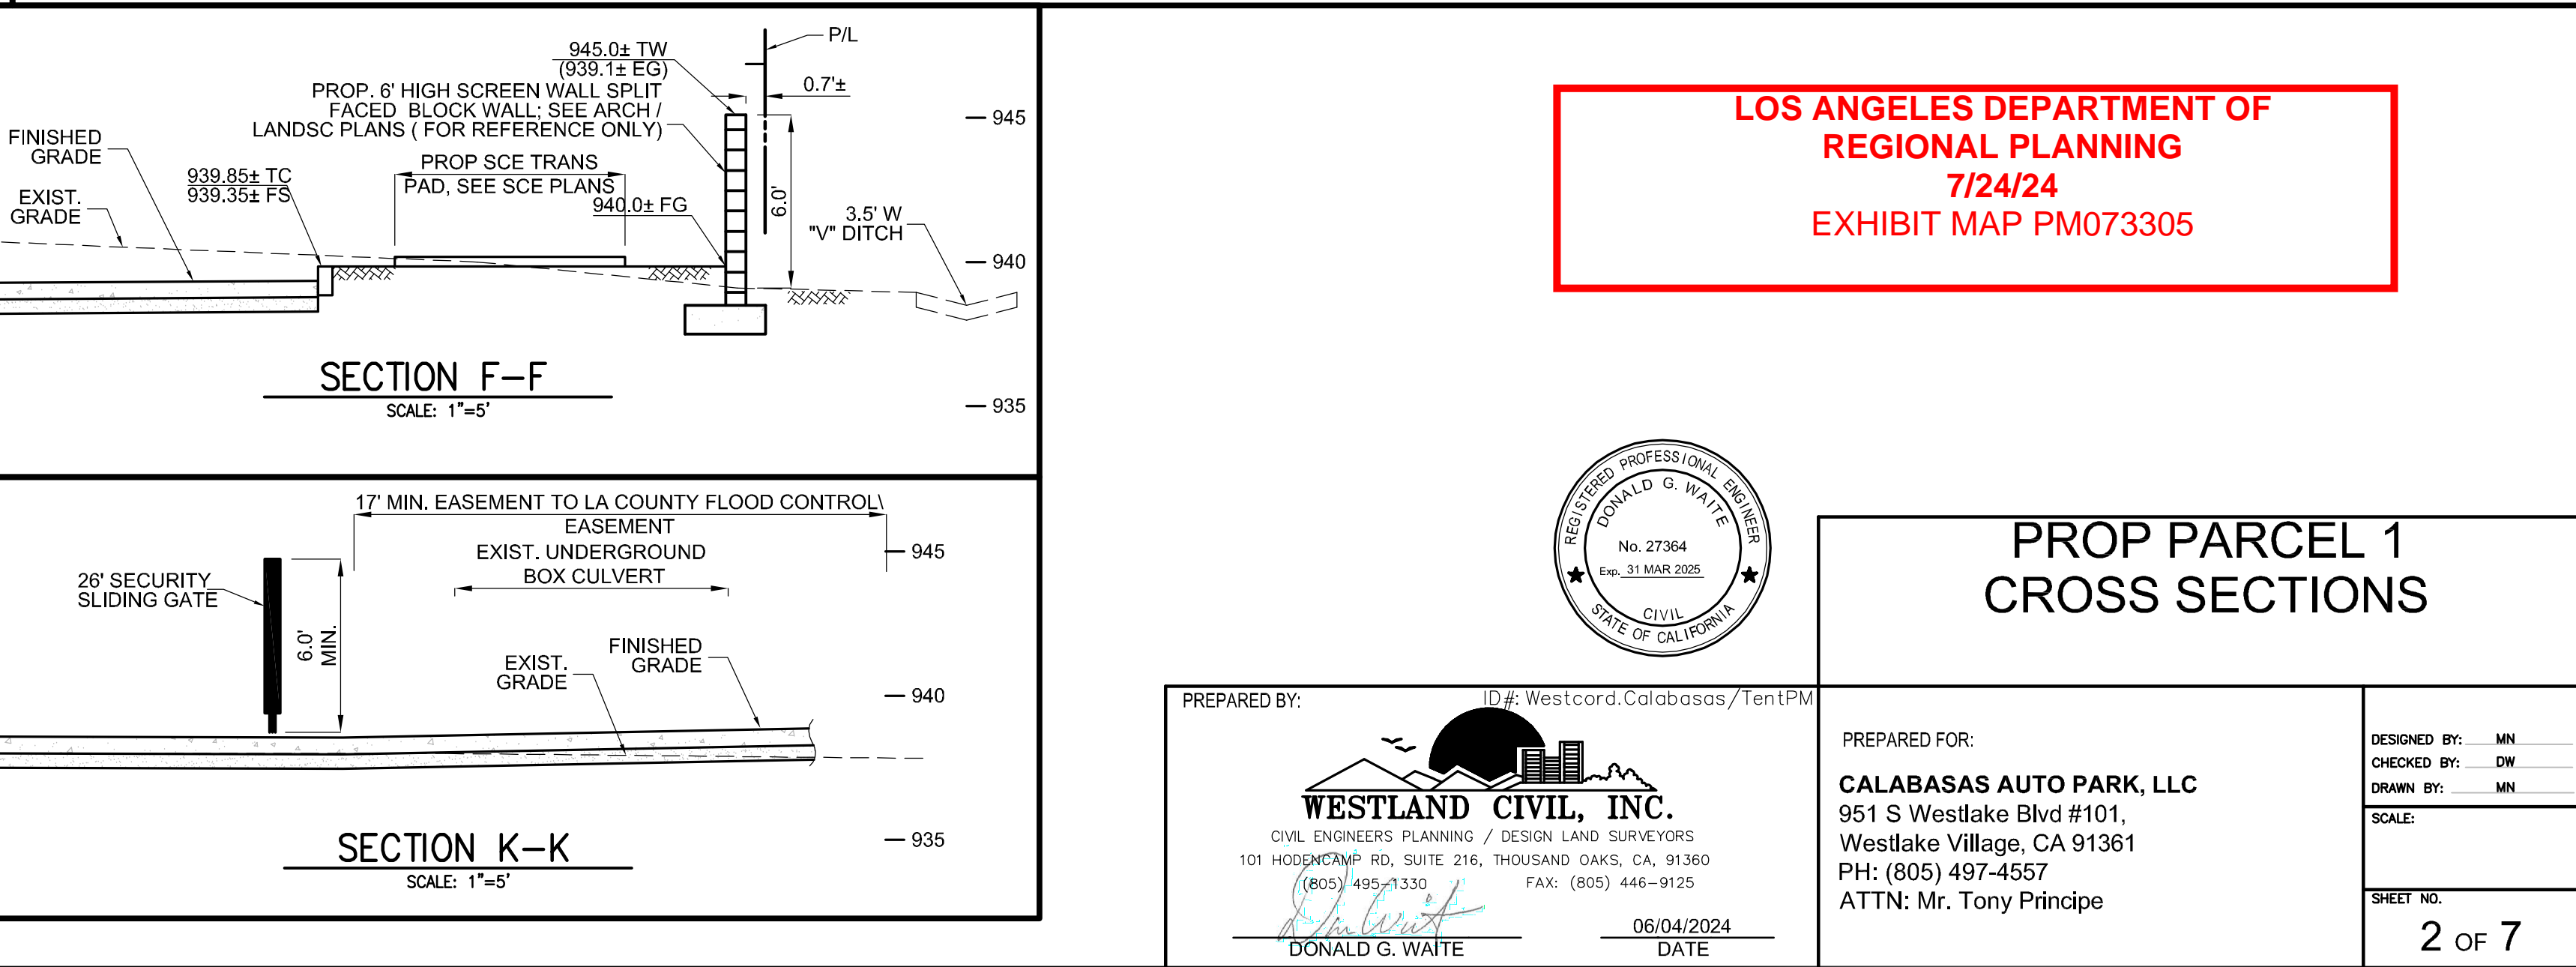 P/L
945.0± TW
(939.1± EG)
0.7'±
PROP. 6' HIGH SCREEN WALL SPLIT
FACED BLOCK WALL; SEE ARCH /
LANDSC PLANS ( FOR REFERENCE ONLY)
945
FINISHED
GRADE
PROP SCE TRANS
PAD, SEE SCE PLANS
939.85± TC
939.35± FS
EXIST.
GRADE
940.0± FG
6.0'
3.5' W
"V" DITCH
940
SECTION F-F
SCALE: 1"=5'
935
17' MIN. EASEMENT TO LA COUNTY FLOOD CONTROL\
EASEMENT
EXIST. UNDERGROUND
BOX CULVERT
945
26' SECURITY
SLIDING GATE
6.0'
MIN.
FINISHED
GRADE
EXIST.
GRADE
940
SECTION K-K
SCALE: 1"=5'
935
LOS ANGELES DEPARTMENT OF
REGIONAL PLANNING
7/24/24
EXHIBIT MAP PM073305
REGISTERED PROFESSIONAL ENGINEER
DONALD G. WAITE
No. 27364
Exp. 31 MAR 2025
CIVIL
STATE OF CALIFORNIA
PROP PARCEL 1
CROSS SECTIONS
PREPARED BY:
ID#: Westcord.Calabasas/TentPM
WESTLAND CIVIL, INC.
CIVIL ENGINEERS PLANNING / DESIGN LAND SURVEYORS
101 HODENCAMP RD, SUITE 216, THOUSAND OAKS, CA, 91360
(805) 495-1330 FAX: (805) 446-9125
06/04/2024
DONALD G. WAITE DATE
PREPARED FOR:
CALABASAS AUTO PARK, LLC
951 S Westlake Blvd #101,
Westlake Village, CA 91361
PH: (805) 497-4557
ATTN: Mr. Tony Principe
DESIGNED BY: MN
CHECKED BY: DW
DRAWN BY: MN
SCALE:
SHEET NO.
2 OF 7